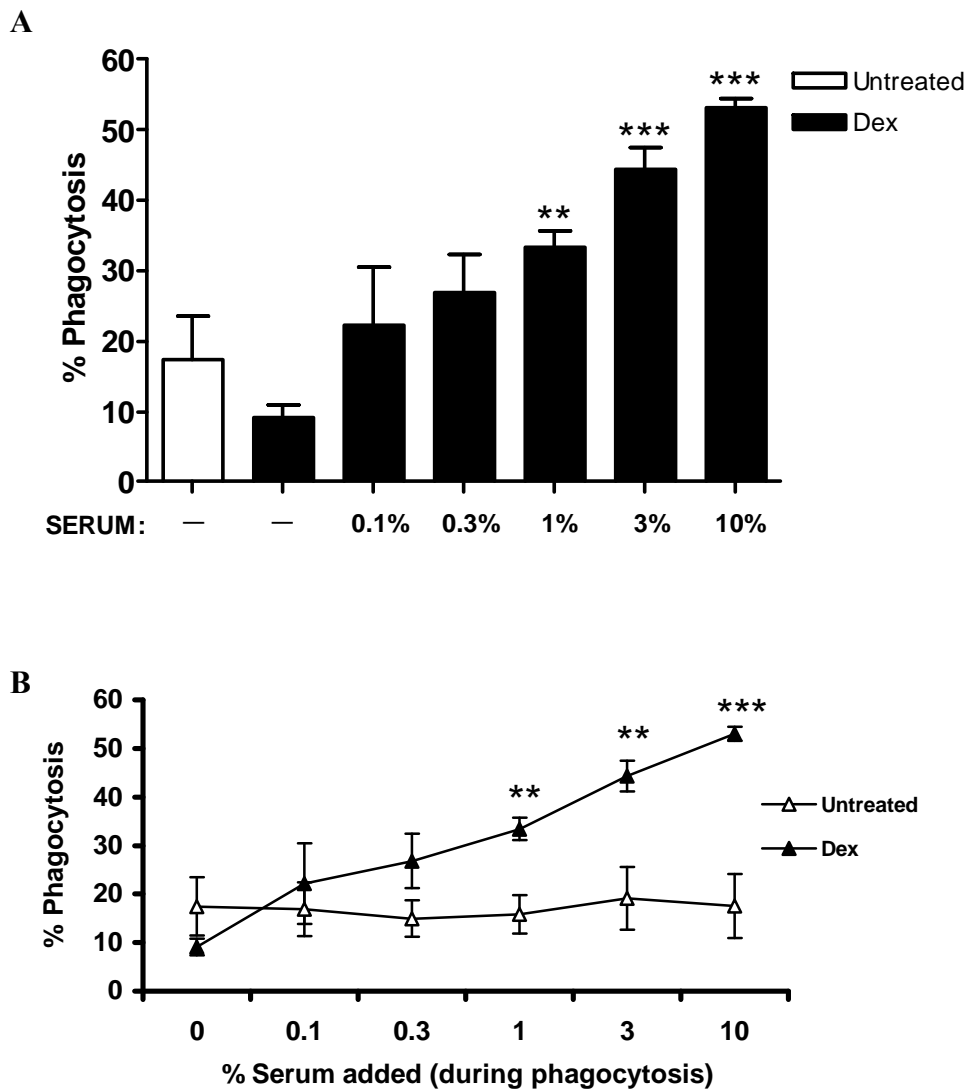 A
% Phagocytosis
60
50
40
30
20
10
0
**
***
***
Untreated
Dex
SERUM: — — 0.1% 0.3% 1% 3% 10%
B
% Phagocytosis
60
50
40
30
20
10
0
**
**
***
Untreated
Dex
0 0.1 0.3 1 3 10
% Serum added (during phagocytosis)